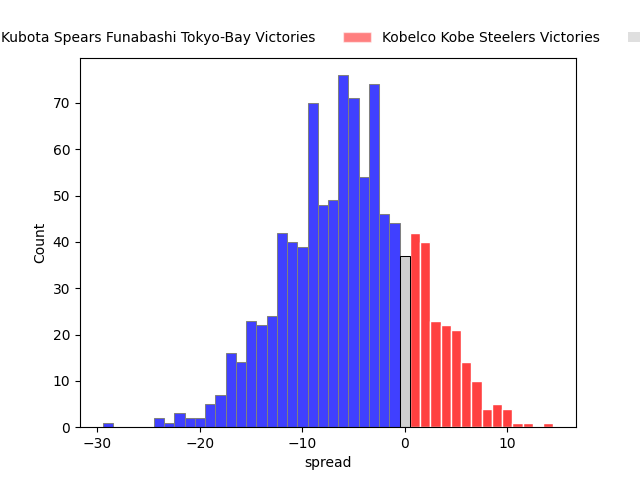 Kubota Spears Funabashi Tokyo-Bay Victories Kobelco Kobe Steelers Victories
70
60
50
40
30
20
10
0
Count
−30 −20 −10 0 10
spread